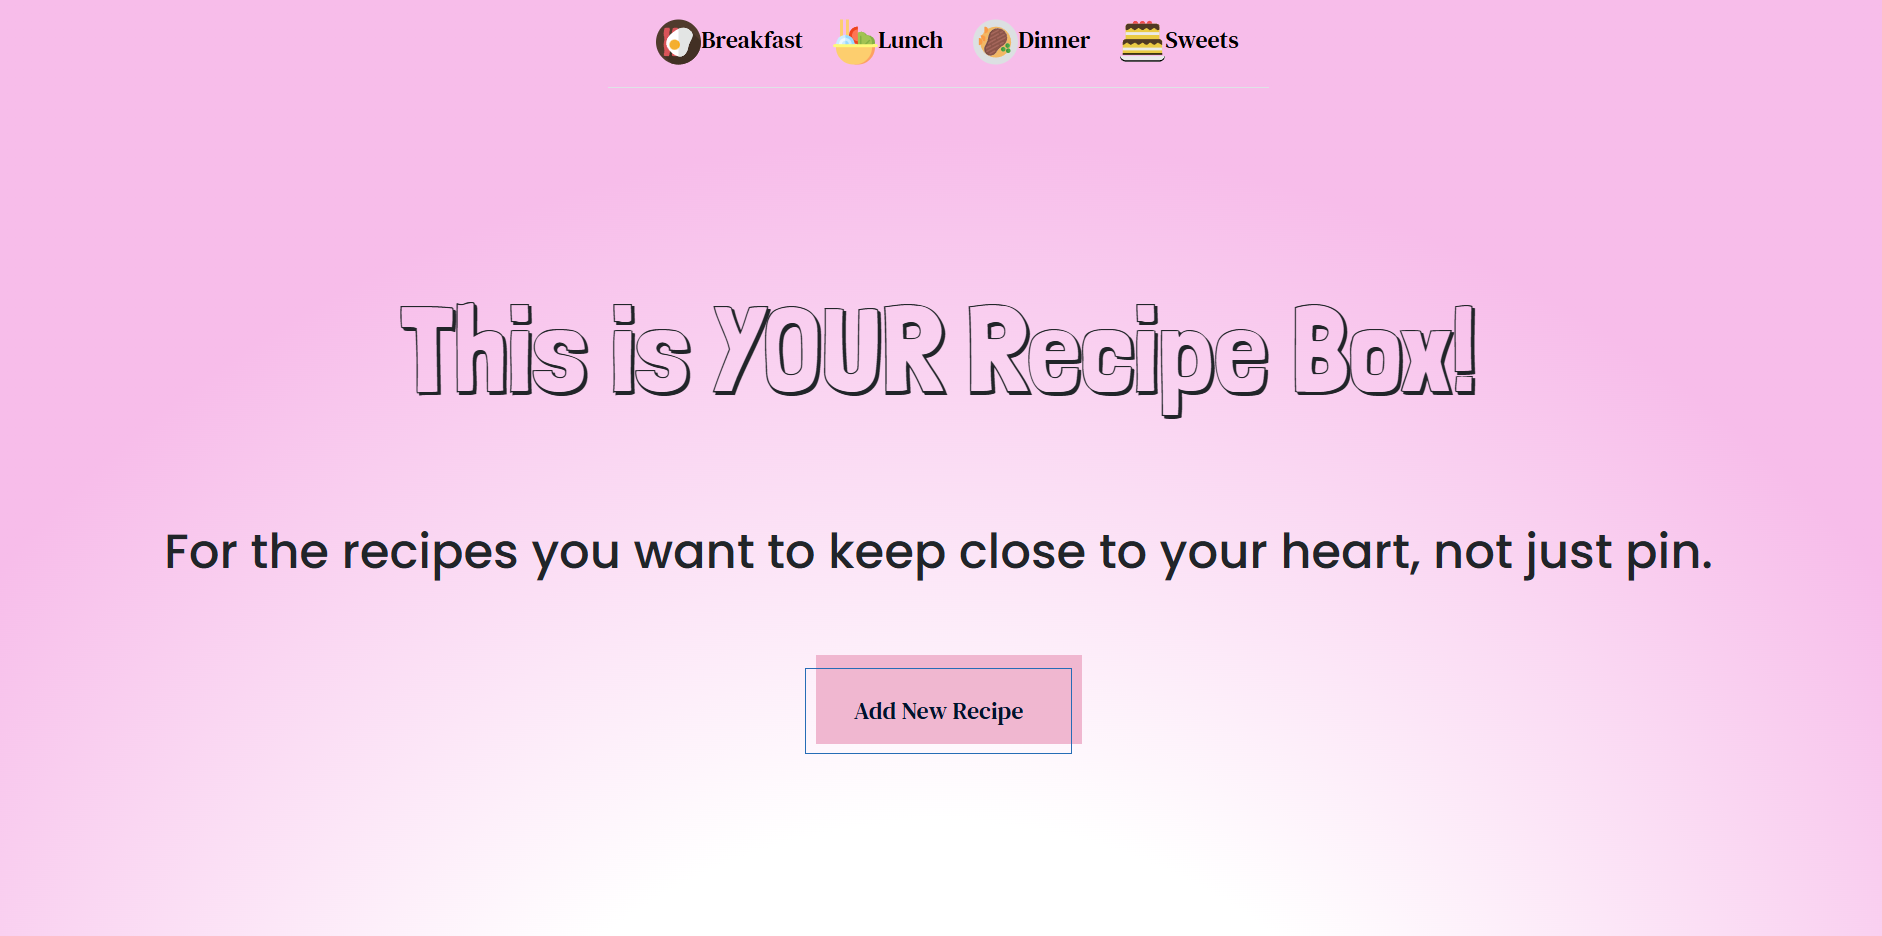 Breakfast Lunch Dinner Sweets
This is YOUR Recipe Box!
For the recipes you want to keep close to your heart, not just pin.
Add New Recipe